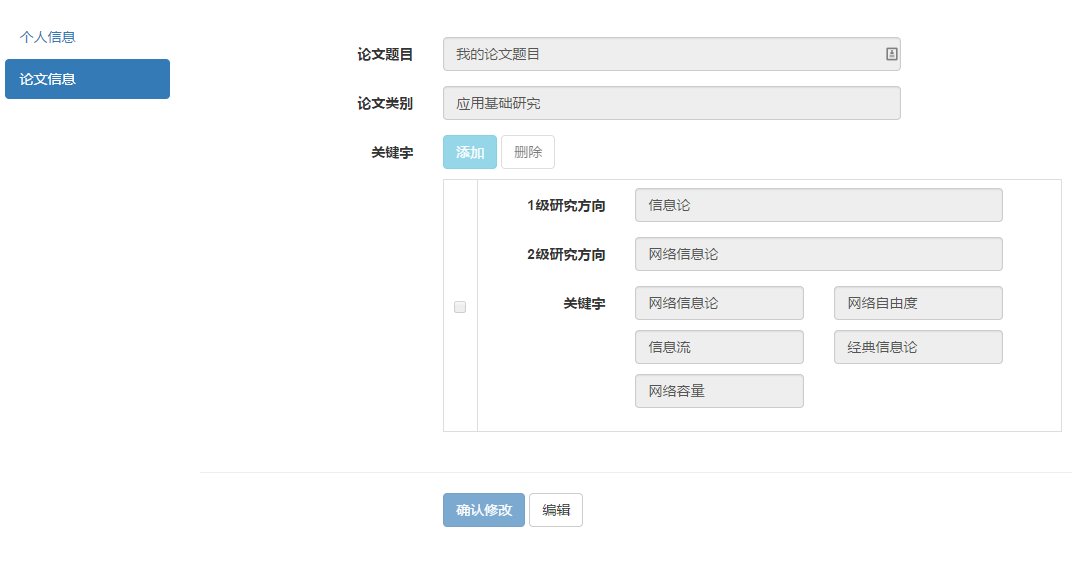 个人信息
论文信息
论文题目 我的论文题目
论文类别 应用基础研究
关键字 添加 删除
1级研究方向 信息论
2级研究方向 网络信息论
关键字 网络信息论 网络自由度
信息流 经典信息论
网络容量
确认修改 编辑